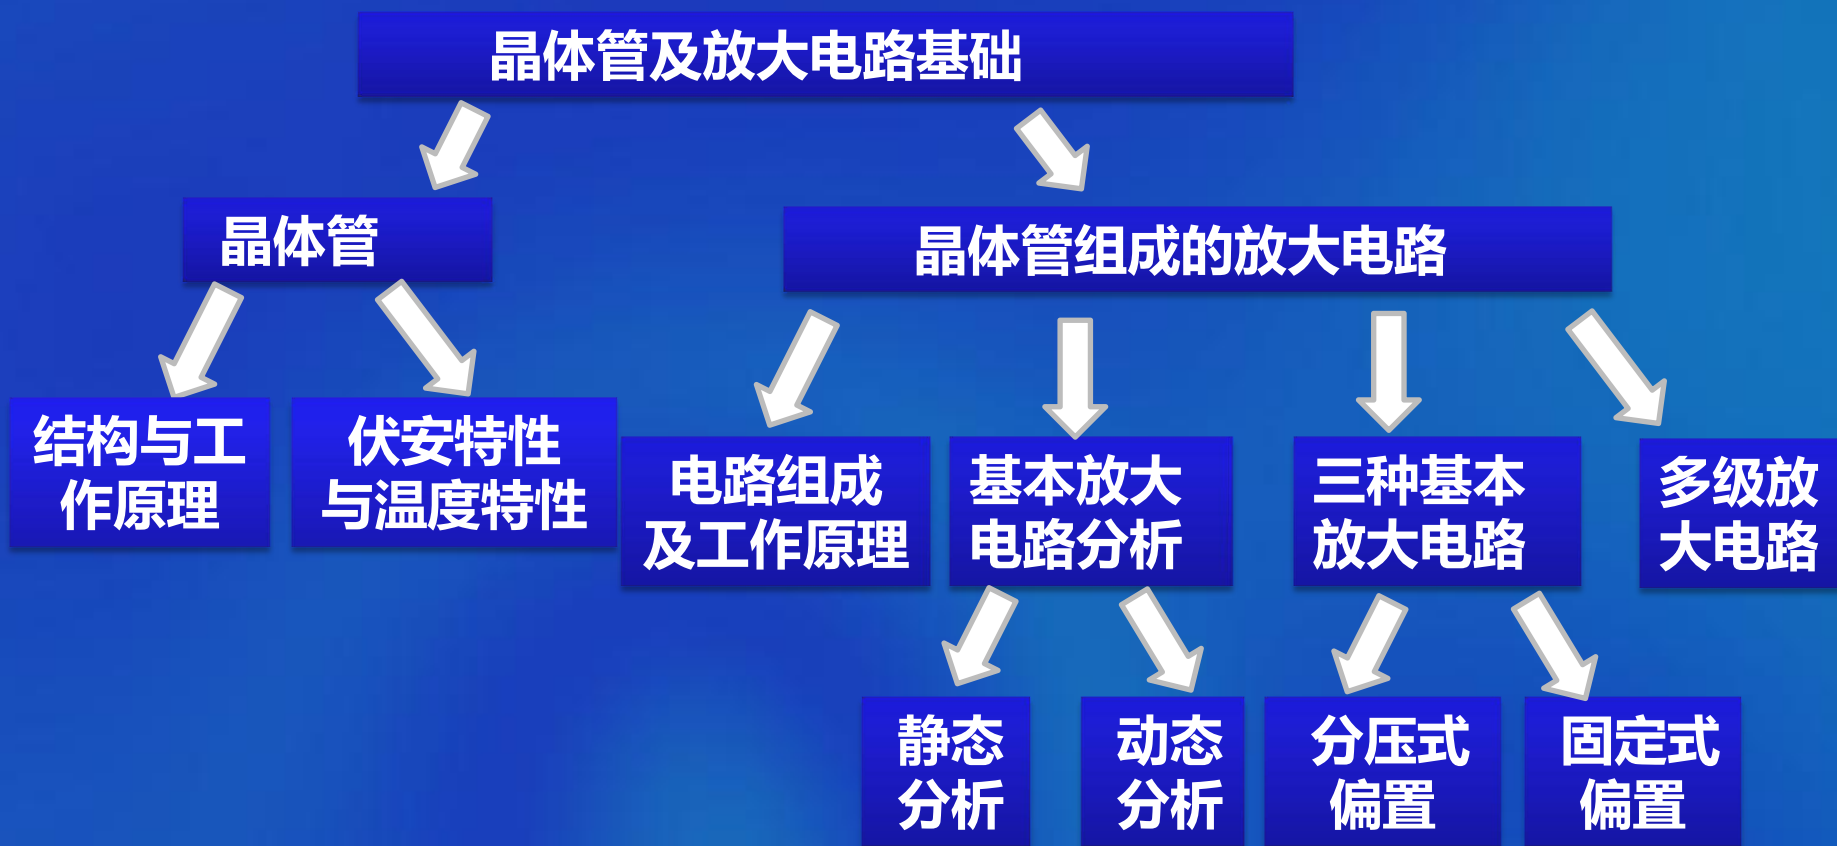 晶体管及放大电路基础
晶体管
晶体管组成的放大电路
结构与工
作原理
伏安特性
与温度特性
电路组成
及工作原理
基本放大
电路分析
三种基本
放大电路
多级放
大电路
静态
分析
动态
分析
分压式
偏置
固定式
偏置